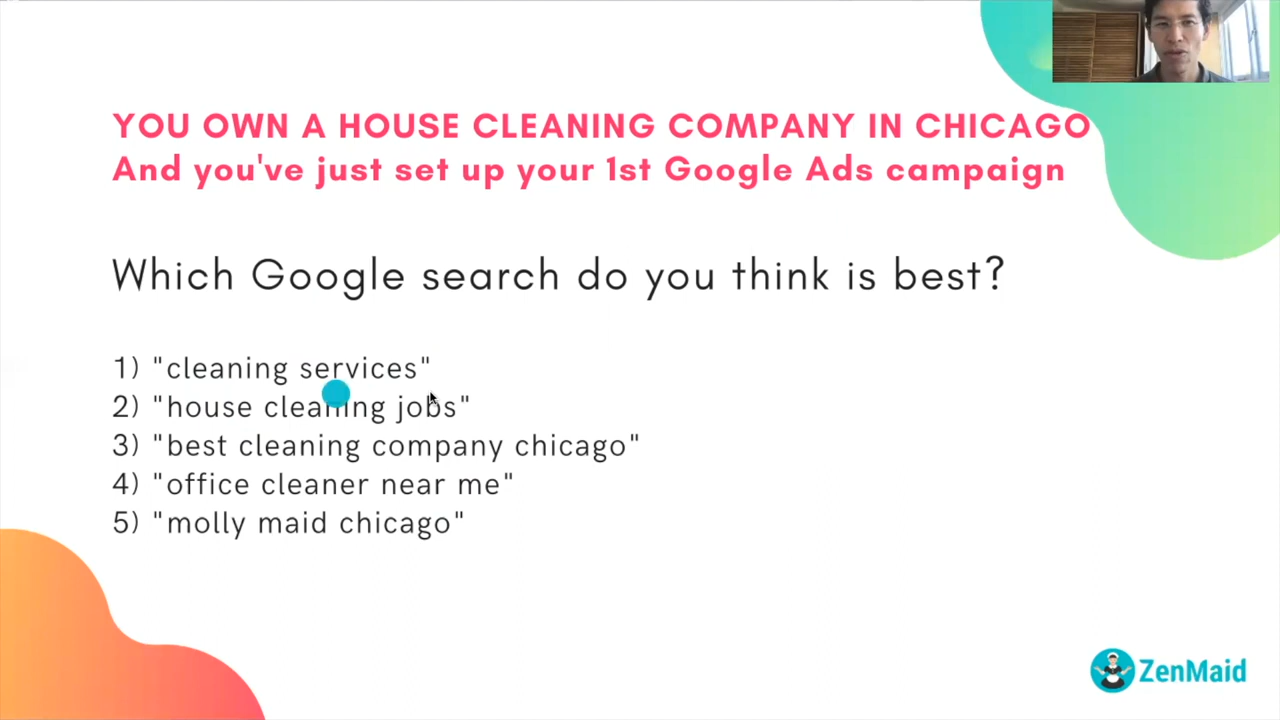 YOU OWN A HOUSE CLEANING COMPANY IN CHICAGO
And you've just set up your 1st Google Ads campaign
Which Google search do you think is best?
1) "cleaning services"
2) "house cleaning jobs"
3) "best cleaning company chicago"
4) "office cleaner near me"
5) "molly maid chicago"
ZenMaid